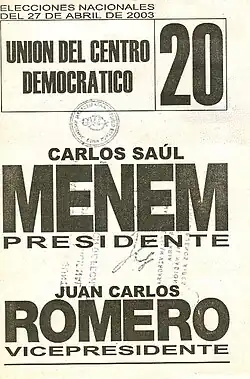 ELECCIONES NACIONALES
DEL 27 DE ABRIL DE 2003
UNION DEL CENTRO
DEMOCRATICO
20
CARLOS SAÚL
MENEM
PRESIDENTE
JUAN CARLOS
ROMERO
VICEPRESIDENTE